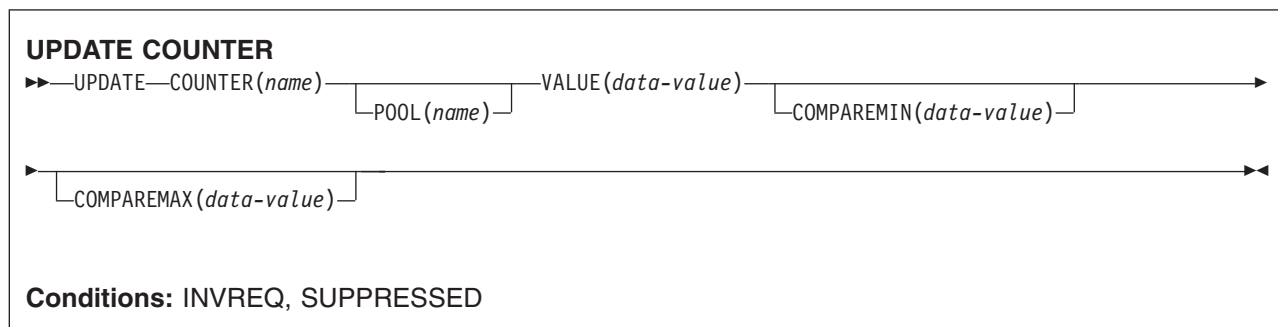 UPDATE COUNTER
UPDATE COUNTER(name) VALUE(data-value)
POOL(name) COMPAREMIN(data-value)
COMPAREMAX(data-value)
Conditions: INVREQ, SUPPRESSED